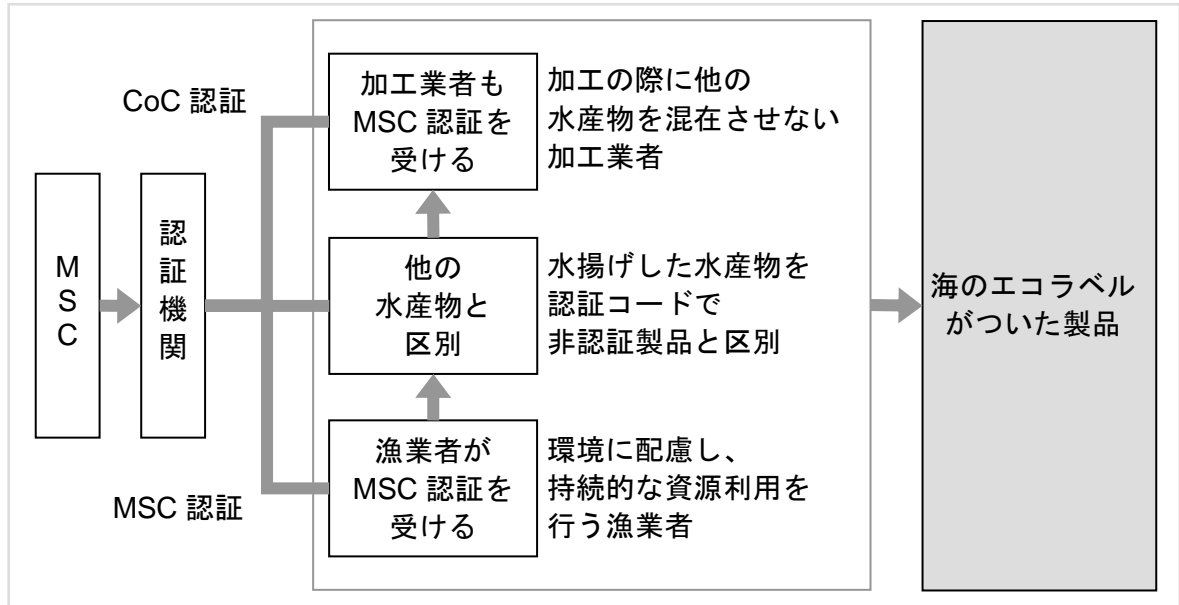 CoC 認証
加工業者も
MSC 認証を
受ける
加工の際に他の
水産物を混在させない
加工業者
MSC
認証機関
他の
水産物と
区別
水揚げした水産物を
認証コードで
非認証製品と区別
海のエコラベル
がついた製品
漁業者が
MSC 認証を
受ける
環境に配慮し、
持続的な資源利用を
行う漁業者
MSC 認証